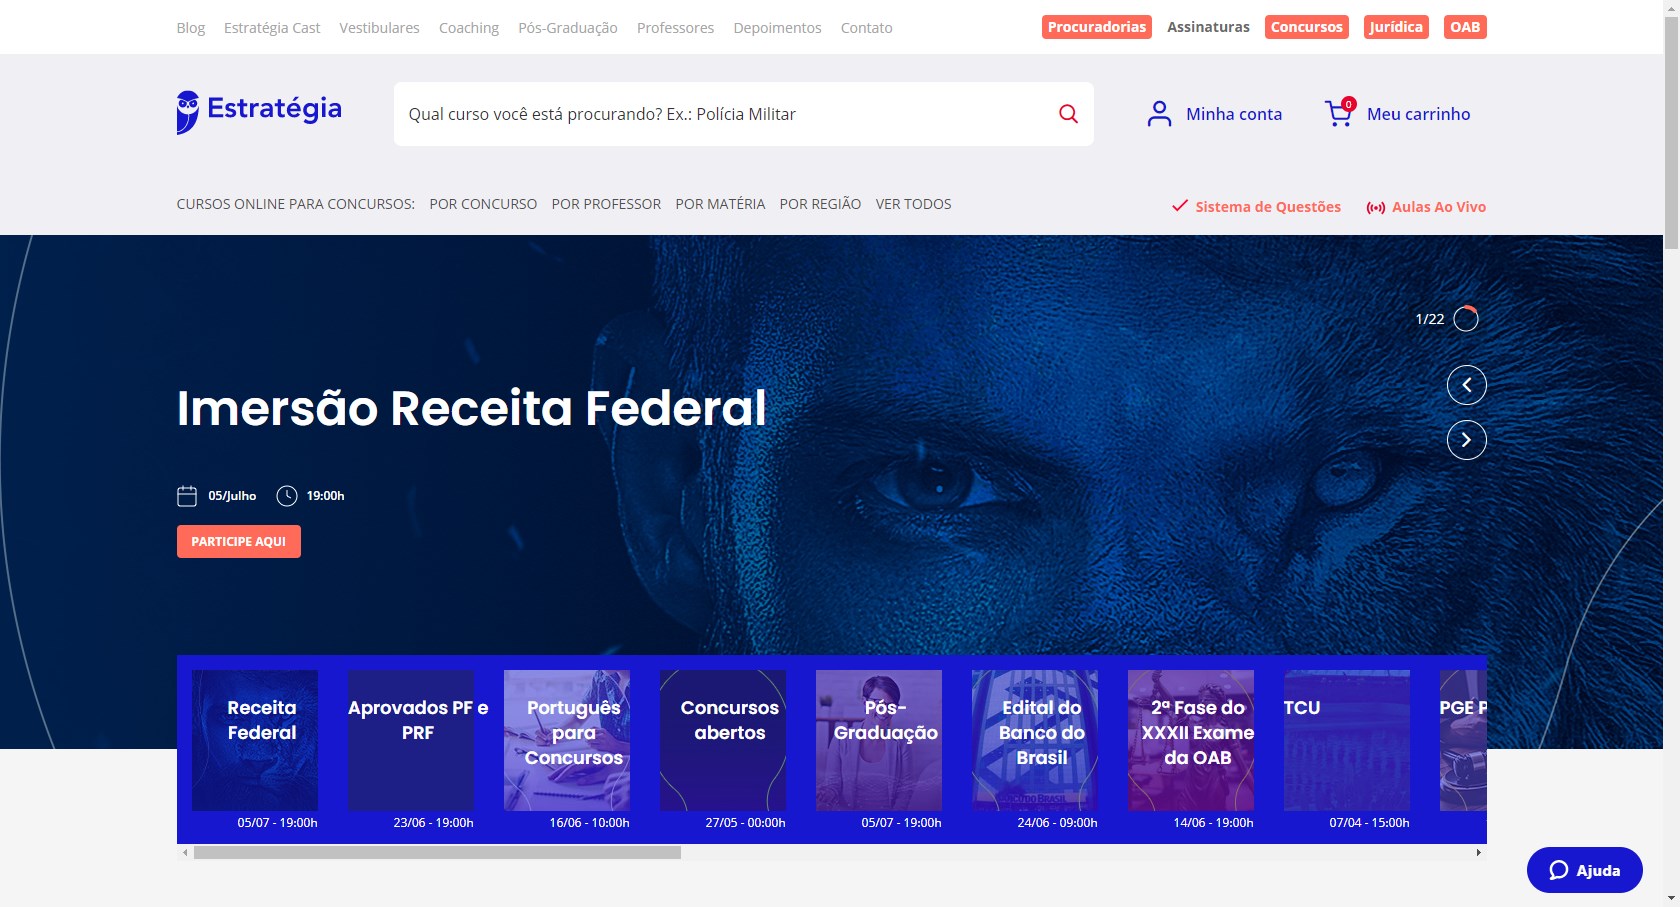 Blog Estratégia Cast Vestibulares Coaching Pós-Graduação Professores Depoimentos Contato
Procuradorias Assinaturas Concursos Jurídica OAB
Estratégia
Qual curso você está procurando? Ex.: Polícia Militar
Minha conta
0
Meu carrinho
CURSOS ONLINE PARA CONCURSOS: POR CONCURSO POR PROFESSOR POR MATÉRIA POR REGIÃO VER TODOS
Sistema de Questões
Aulas Ao Vivo
1/22
Imersão Receita Federal
05/Julho 19:00h
PARTICIPE AQUI
Receita
Federal
05/07 - 19:00h
Aprovados PF e
PRF
23/06 - 19:00h
Português
para
Concursos
16/06 - 10:00h
Concursos
abertos
27/05 - 00:00h
Pós-
Graduação
05/07 - 19:00h
Edital do
Banco do
Brasil
24/06 - 09:00h
2ª Fase do
XXXII Exame
da OAB
14/06 - 19:00h
TCU
07/04 - 15:00h
PGE P
Ajuda